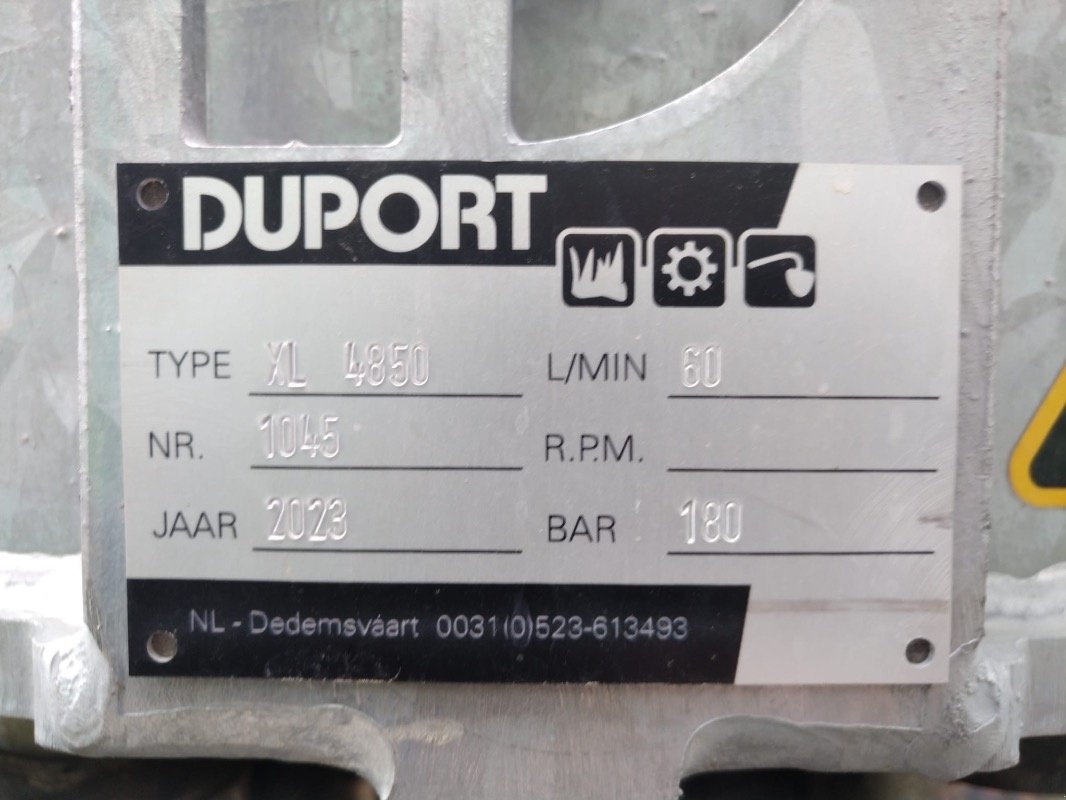 DUPORT
TYPE XL 4850 L/MIN 60
NR. 1045 R.P.M.
JAAR 2023 BAR 180
NL - Dedemsvaart 0031(0)523-613493